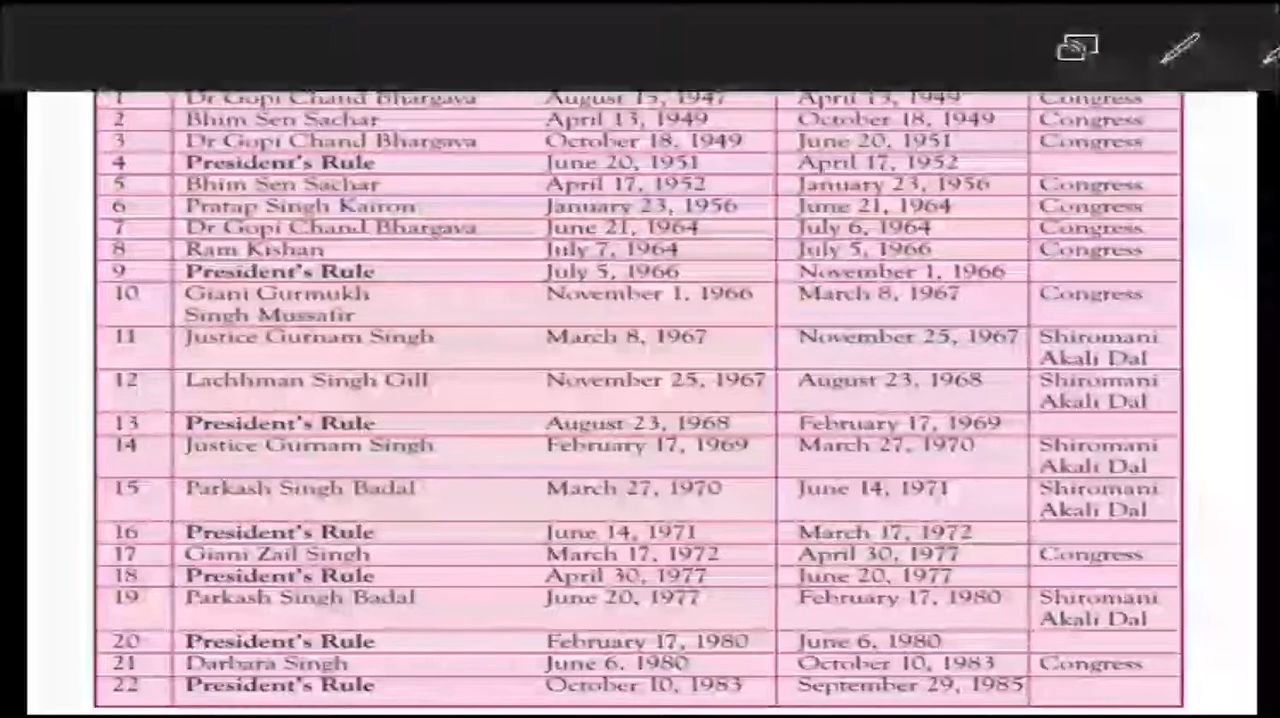 1 Dr Gopi Chand Bhargava August 15, 1947 April 13, 1949 Congress
2 Bhim Sen Sachar April 13, 1949 October 18, 1949 Congress
3 Dr Gopi Chand Bhargava October 18, 1949 June 20, 1951 Congress
4 President's Rule June 20, 1951 April 17, 1952
5 Bhim Sen Sachar April 17, 1952 January 23, 1956 Congress
6 Pratap Singh Kairon January 23, 1956 June 21, 1964 Congress
7 Dr Gopi Chand Bhargava June 21, 1964 July 6, 1964 Congress
8 Ram Kishan July 7, 1964 July 5, 1966 Congress
9 President's Rule July 5, 1966 November 1, 1966
10 Giani Gurmukh November 1, 1966 March 8, 1967 Congress
Singh Mussafir
11 Justice Gurnam Singh March 8, 1967 November 25, 1967 Shiromani
Akali Dal
12 Lachhman Singh Gill November 25, 1967 August 23, 1968 Shiromani
Akali Dal
13 President's Rule August 23, 1968 February 17, 1969
14 Justice Gurnam Singh February 17, 1969 March 27, 1970 Shiromani
Akali Dal
15 Parkash Singh Badal March 27, 1970 June 14, 1971 Shiromani
Akali Dal
16 President's Rule June 14, 1971 March 17, 1972
17 Giani Zail Singh March 17, 1972 April 30, 1977 Congress
18 President's Rule April 30, 1977 June 20, 1977
19 Parkash Singh Badal June 20, 1977 February 17, 1980 Shiromani
Akali Dal
20 President's Rule February 17, 1980 June 6, 1980
21 Darbara Singh June 6, 1980 October 10, 1983 Congress
22 President's Rule October 10, 1983 September 29, 1985